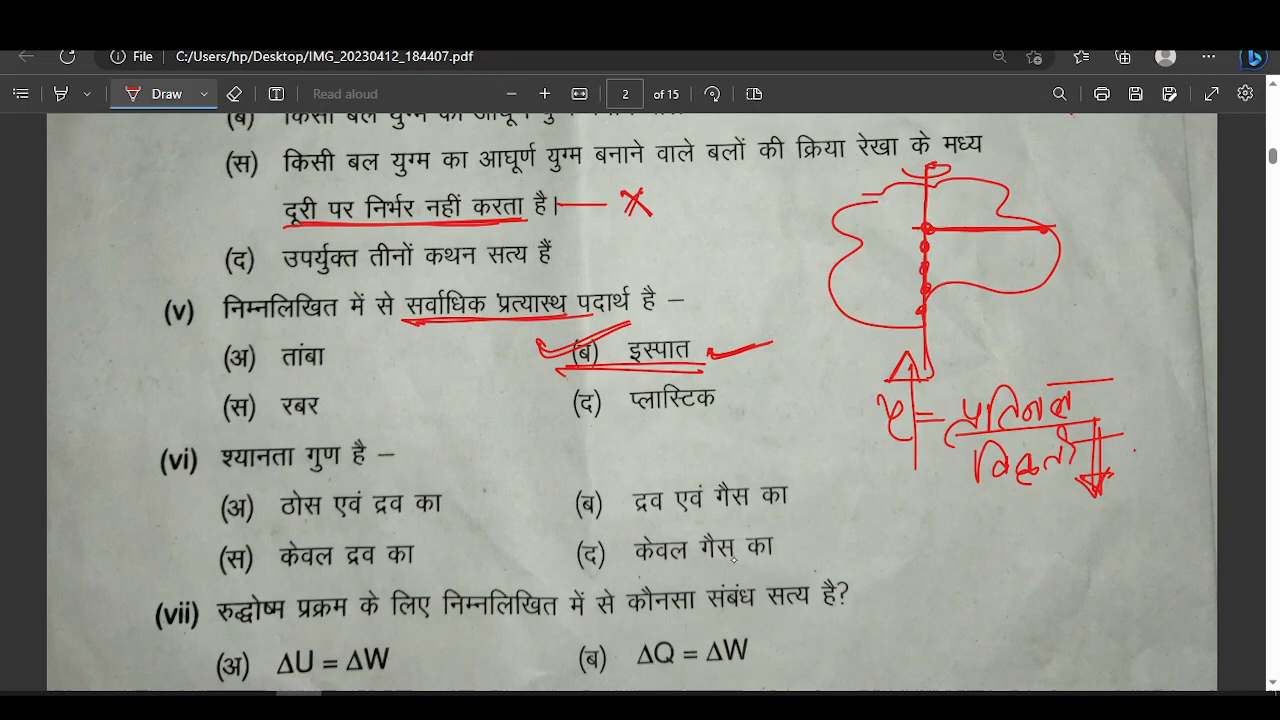 File C:/Users/hp/Desktop/IMG_20230412_184407.pdf
Draw Read aloud 2 of 15
(स) किसी बल युग्म का आघूर्ण युग्म बनाने वाले बलों की क्रिया रेखा के मध्य
दूरी पर निर्भर नहीं करता है।
(द) उपर्युक्त तीनों कथन सत्य हैं
(v) निम्नलिखित में से सर्वाधिक प्रत्यास्थ पदार्थ है –
(अ) तांबा (ब) इस्पात
(स) रबर (द) प्लास्टिक
प्रतिबल
(vi) श्यानता गुण है –
(अ) ठोस एवं द्रव का (ब) द्रव एवं गैस का
(स) केवल द्रव का (द) केवल गैस का
(vii) रुद्धोष्म प्रक्रम के लिए निम्नलिखित में से कौनसा संबंध सत्य है?
(अ) ΔU = ΔW (ब) ΔQ = ΔW